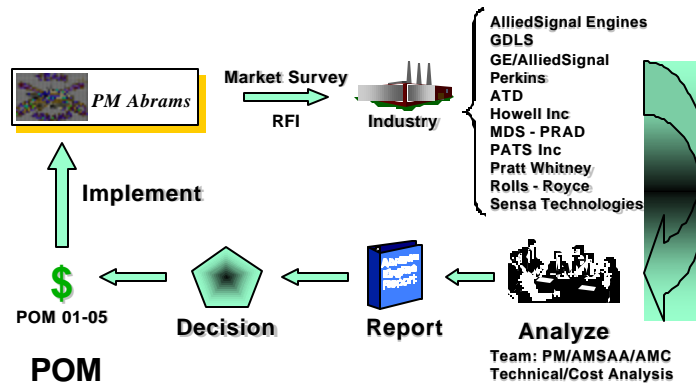 PM Abrams
Market Survey
RFI
Industry
AlliedSignal Engines
GDLS
GE/AlliedSignal
Perkins
ATD
Howell Inc
MDS - PRAD
PATS Inc
Pratt Whitney
Rolls - Royce
Sensa Technologies
Implement
$
POM 01-05
POM
Decision
Report
Analyze
Team: PM/AMSAA/AMC
Technical/Cost Analysis